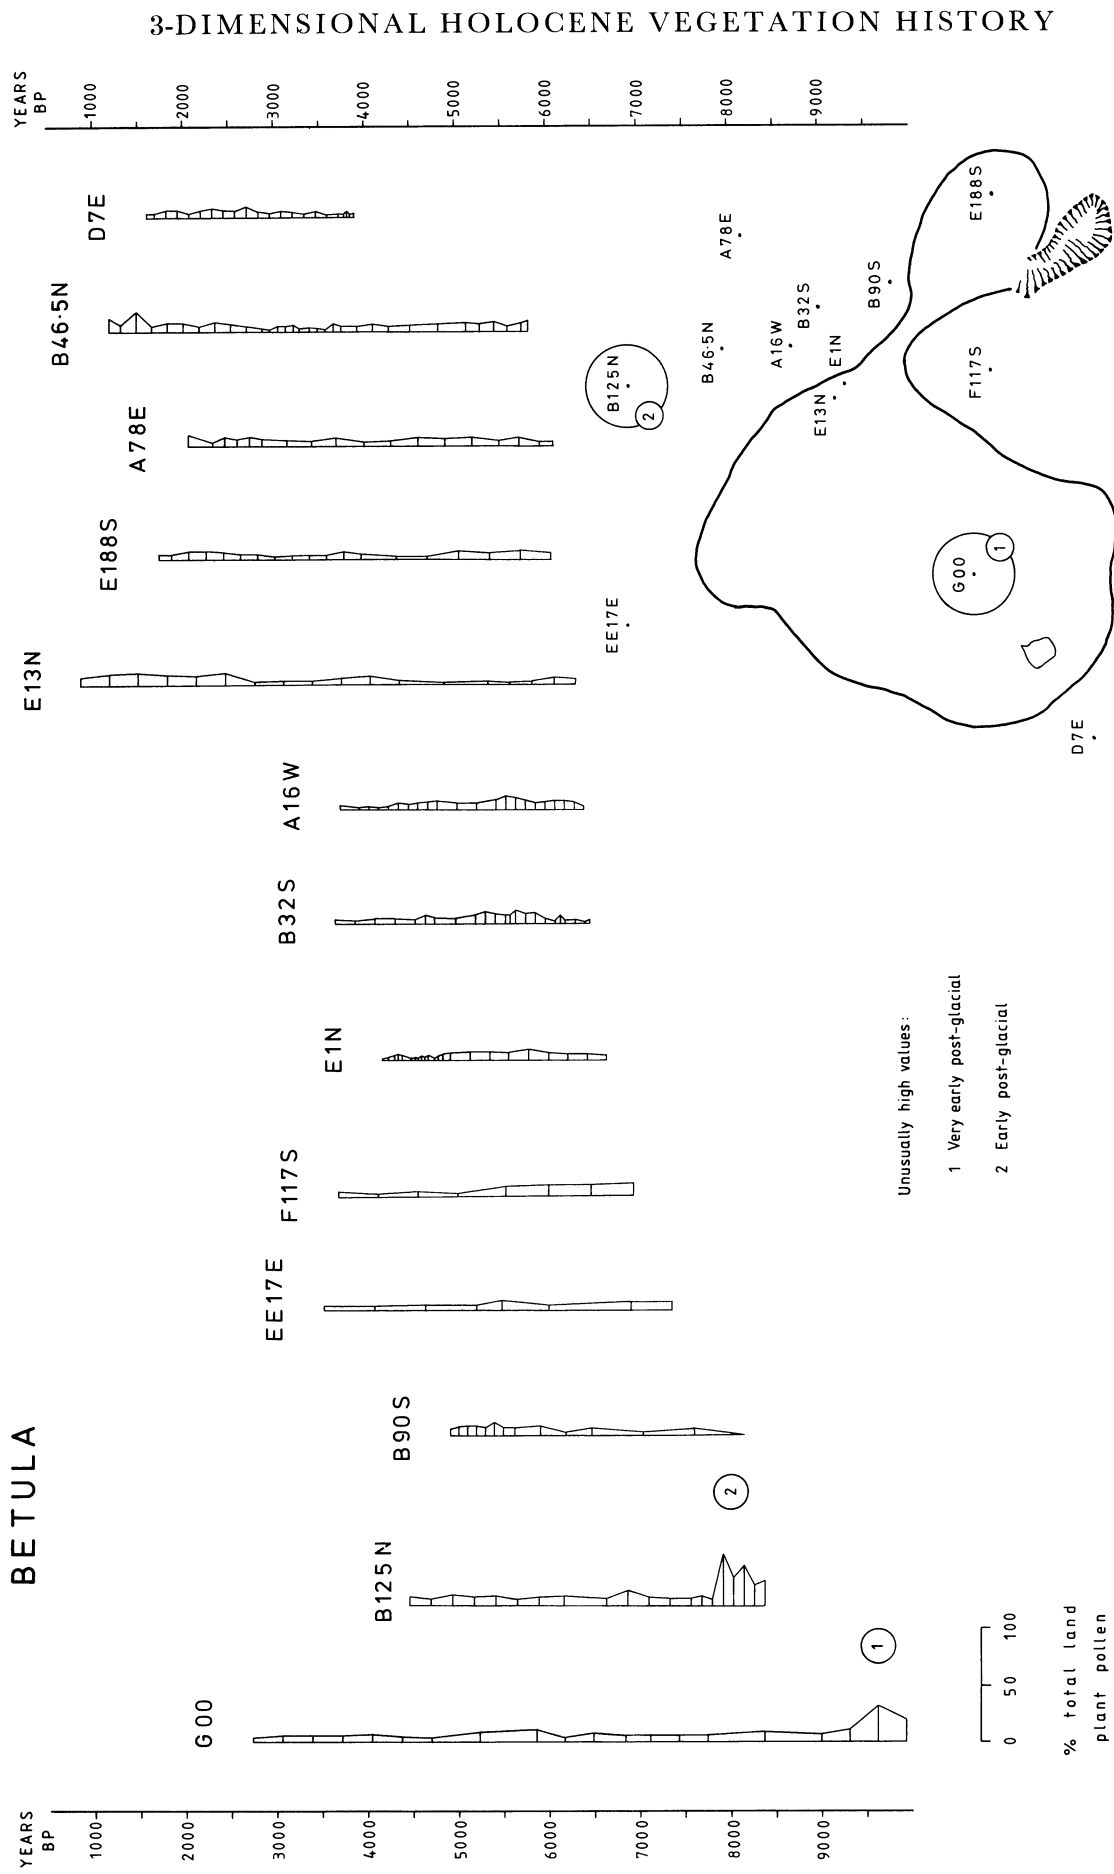 3-DIMENSIONAL HOLOCENE VEGETATION HISTORY
BETULA
YEARS
BP
1000
2000
3000
4000
5000
6000
7000
8000
9000
G00
B125N
B90S
EE17E
F117S
E1N
B32S
A16W
E13N
E188S
A78E
B46·5N
D7E
YEARS
BP
1000
2000
3000
4000
5000
6000
7000
8000
9000
1
2
0
50
100
% total land
plant pollen
Unusually high values:
1 Very early post-glacial
2 Early post-glacial
EE17E
B125N
2
B46·5N
A78E
A16W
B32S
E13N
E1N
B90S
G00
1
F117S
E188S
D7E